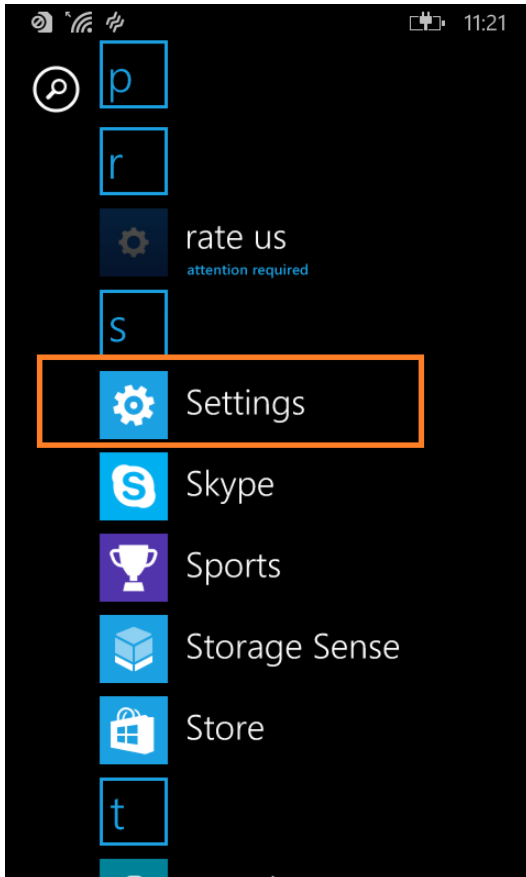 11:21
p
r
rate us
attention required
s
Settings
Skype
Sports
Storage Sense
Store
t